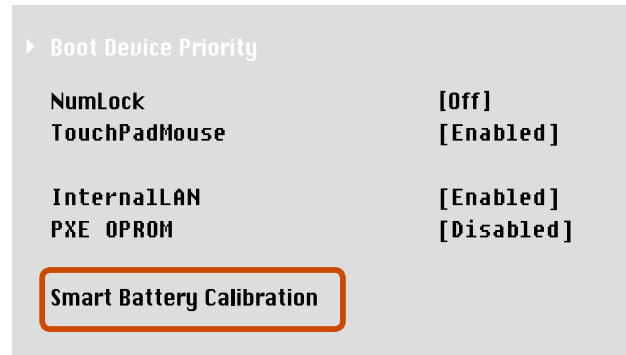 Boot Device Priority
NumLock [Off]
TouchPadMouse [Enabled]
InternalLAN [Enabled]
PXE OPROM [Disabled]
Smart Battery Calibration